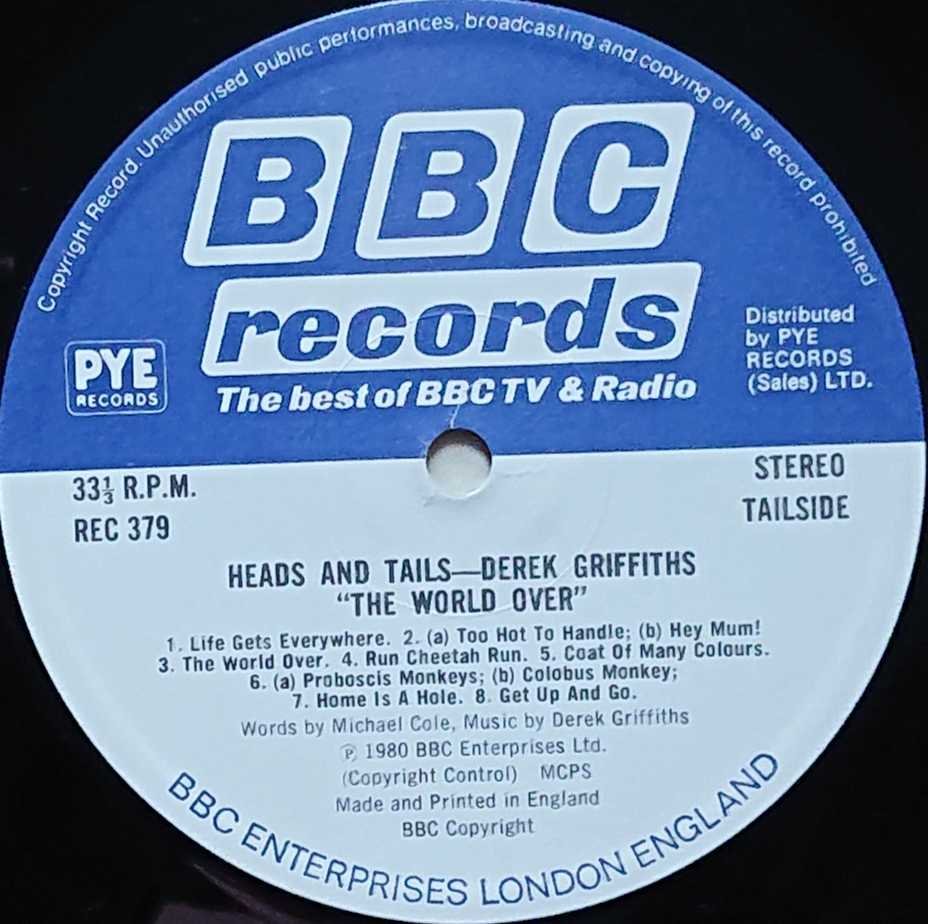 Copyright Record. Unauthorised public performances, broadcasting and copying of this record prohibited
BBC
records
The best of BBC TV & Radio
PYE
RECORDS
Distributed
by PYE
RECORDS
(Sales) LTD.
33⅓ R.P.M.
REC 379
STEREO
TAILSIDE
HEADS AND TAILS—DEREK GRIFFITHS
“THE WORLD OVER”
1. Life Gets Everywhere. 2. (a) Too Hot To Handle; (b) Hey Mum!
3. The World Over. 4. Run Cheetah Run. 5. Coat Of Many Colours.
6. (a) Proboscis Monkeys; (b) Colobus Monkey;
7. Home Is A Hole. 8. Get Up And Go.
Words by Michael Cole, Music by Derek Griffiths
℗ 1980 BBC Enterprises Ltd.
(Copyright Control) MCPS
Made and Printed in England
BBC Copyright
BBC ENTERPRISES LONDON ENGLAND